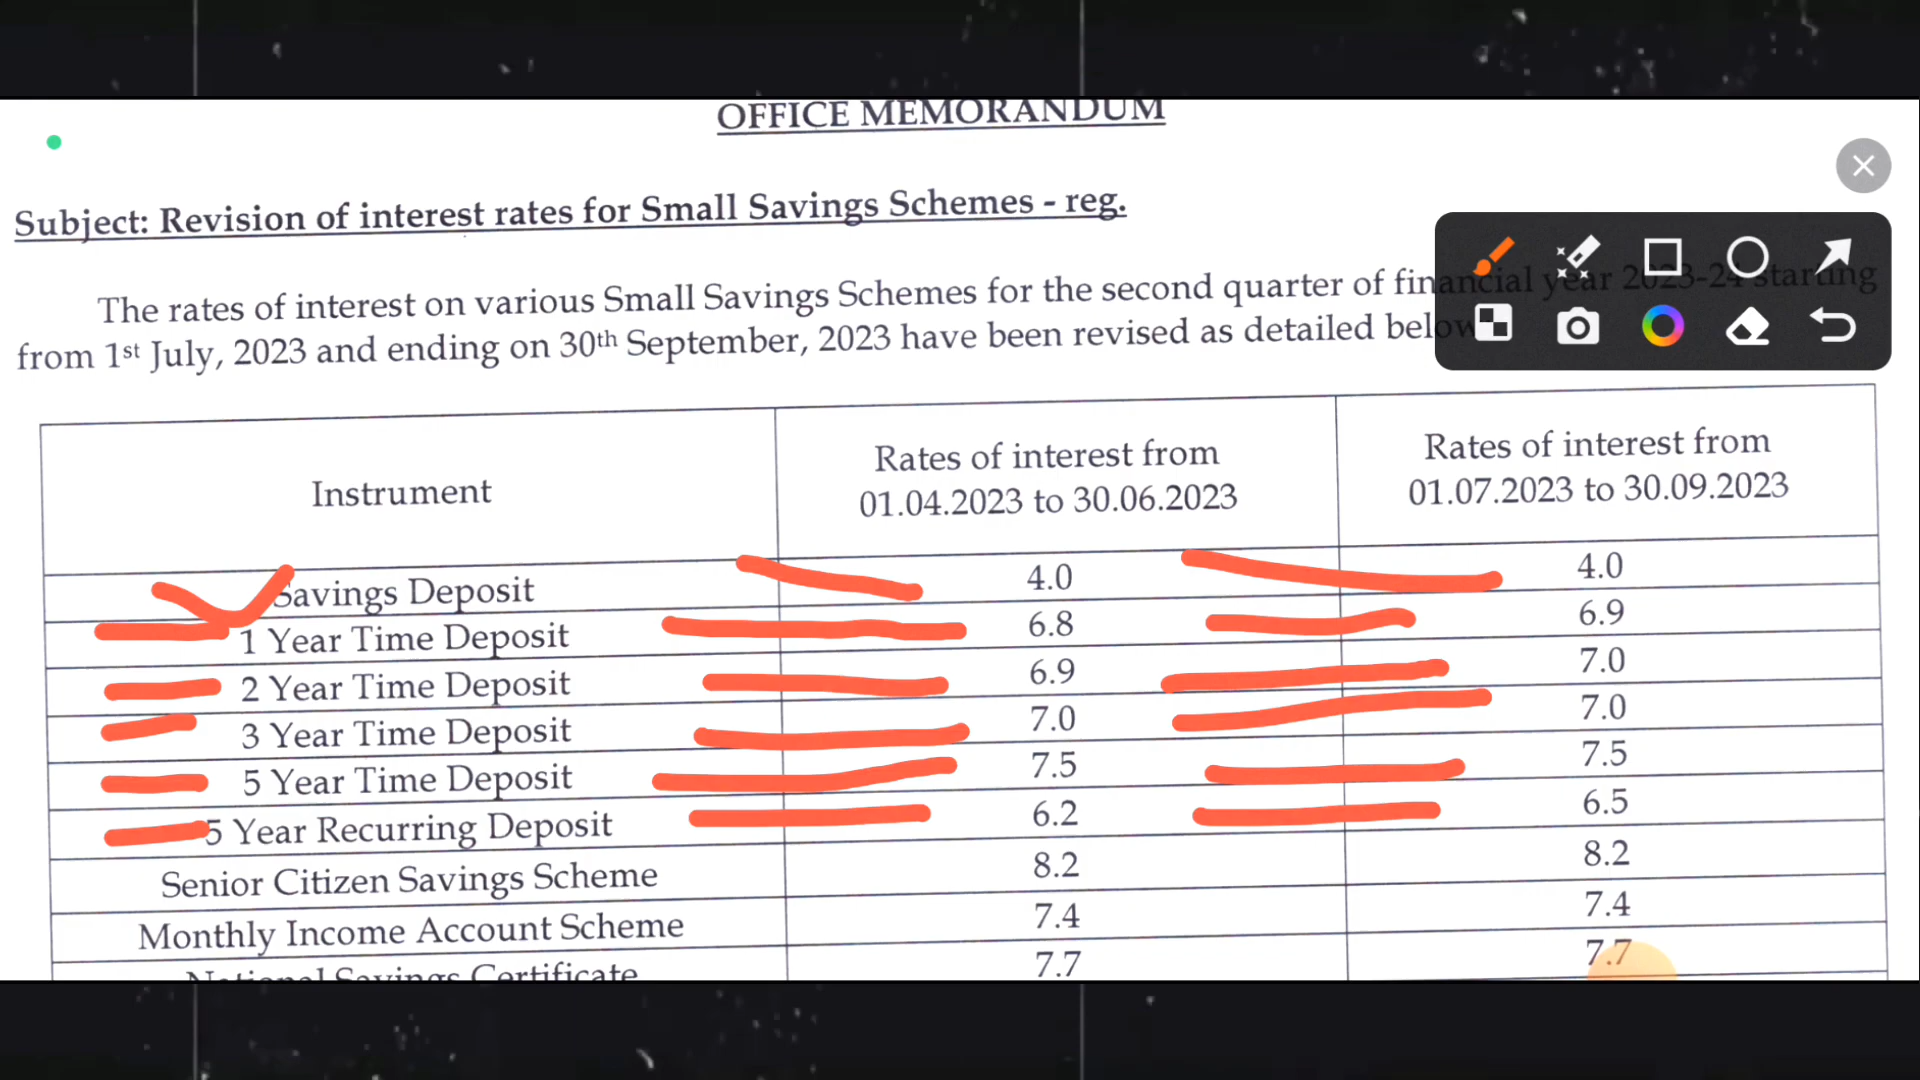 OFFICE MEMORANDUM
Subject: Revision of interest rates for Small Savings Schemes - reg.
The rates of interest on various Small Savings Schemes for the second quarter of financial year 2023-24 starting
from 1st July, 2023 and ending on 30th September, 2023 have been revised as detailed below
Instrument Rates of interest from 01.04.2023 to 30.06.2023 Rates of interest from 01.07.2023 to 30.09.2023
Savings Deposit 4.0 4.0
1 Year Time Deposit 6.8 6.9
2 Year Time Deposit 6.9 7.0
3 Year Time Deposit 7.0 7.0
5 Year Time Deposit 7.5 7.5
5 Year Recurring Deposit 6.2 6.5
Senior Citizen Savings Scheme 8.2 8.2
Monthly Income Account Scheme 7.4 7.4
National Savings Certificate 7.7 7.7